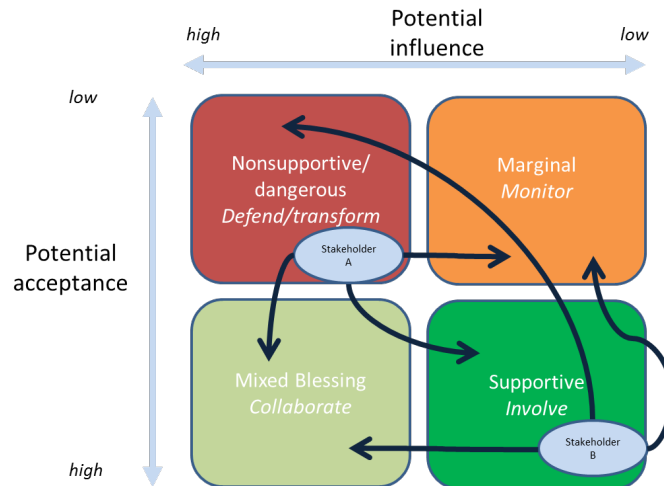 Potential
influence
high
low
low
Nonsupportive/
dangerous
Defend/transform
Marginal
Monitor
Stakeholder
A
Potential
acceptance
Mixed Blessing
Collaborate
Supportive
Involve
Stakeholder
B
high